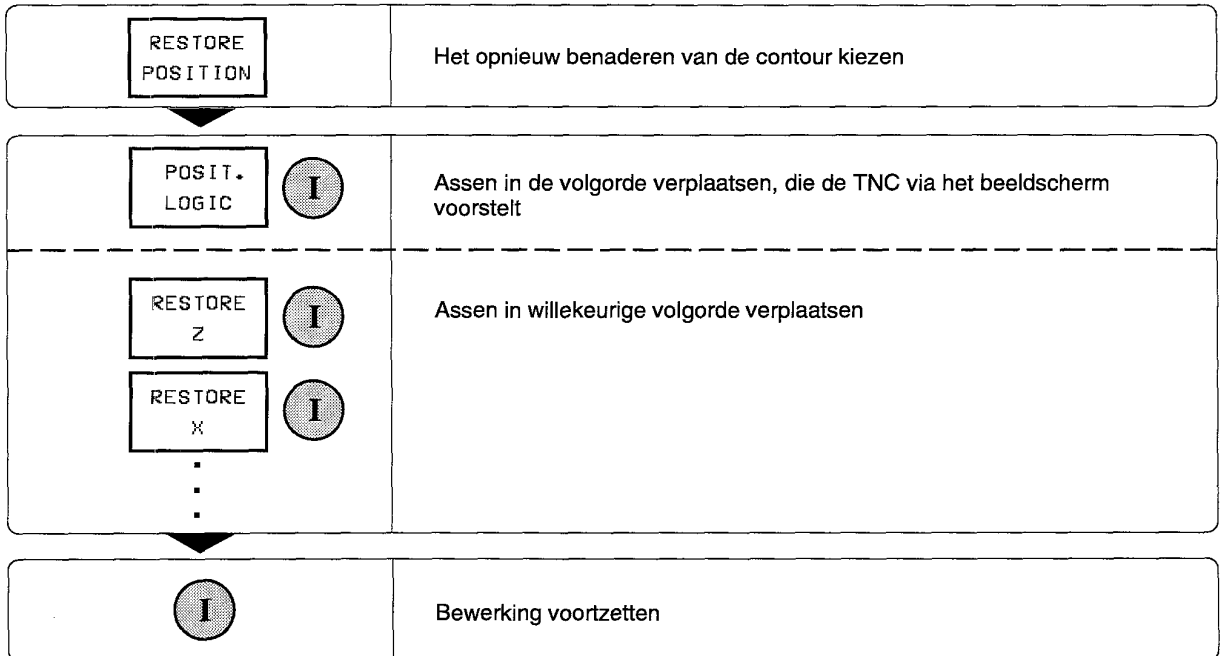 RESTORE
POSITION
Het opnieuw benaderen van de contour kiezen
POSIT.
LOGIC
I
Assen in de volgorde verplaatsen, die de TNC via het beeldscherm
voorstelt
RESTORE
Z
I
Assen in willekeurige volgorde verplaatsen
RESTORE
X
I
I
Bewerking voortzetten